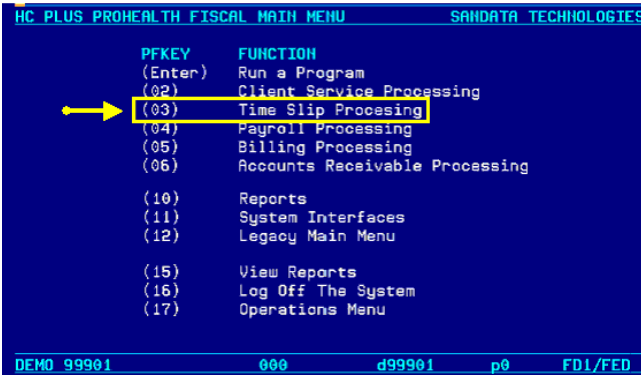 HC PLUS PROHEALTH FISCAL MAIN MENU SANDATA TECHNOLOGIES
PFKEY FUNCTION
(Enter) Run a Program
(02) Client Service Processing
(03) Time Slip Procesing
(04) Payroll Processing
(05) Billing Processing
(06) Accounts Receivable Processing
(10) Reports
(11) System Interfaces
(12) Legacy Main Menu
(15) View Reports
(16) Log Off The System
(17) Operations Menu
DEMO 99901 000 d99901 p0 FD1/FED